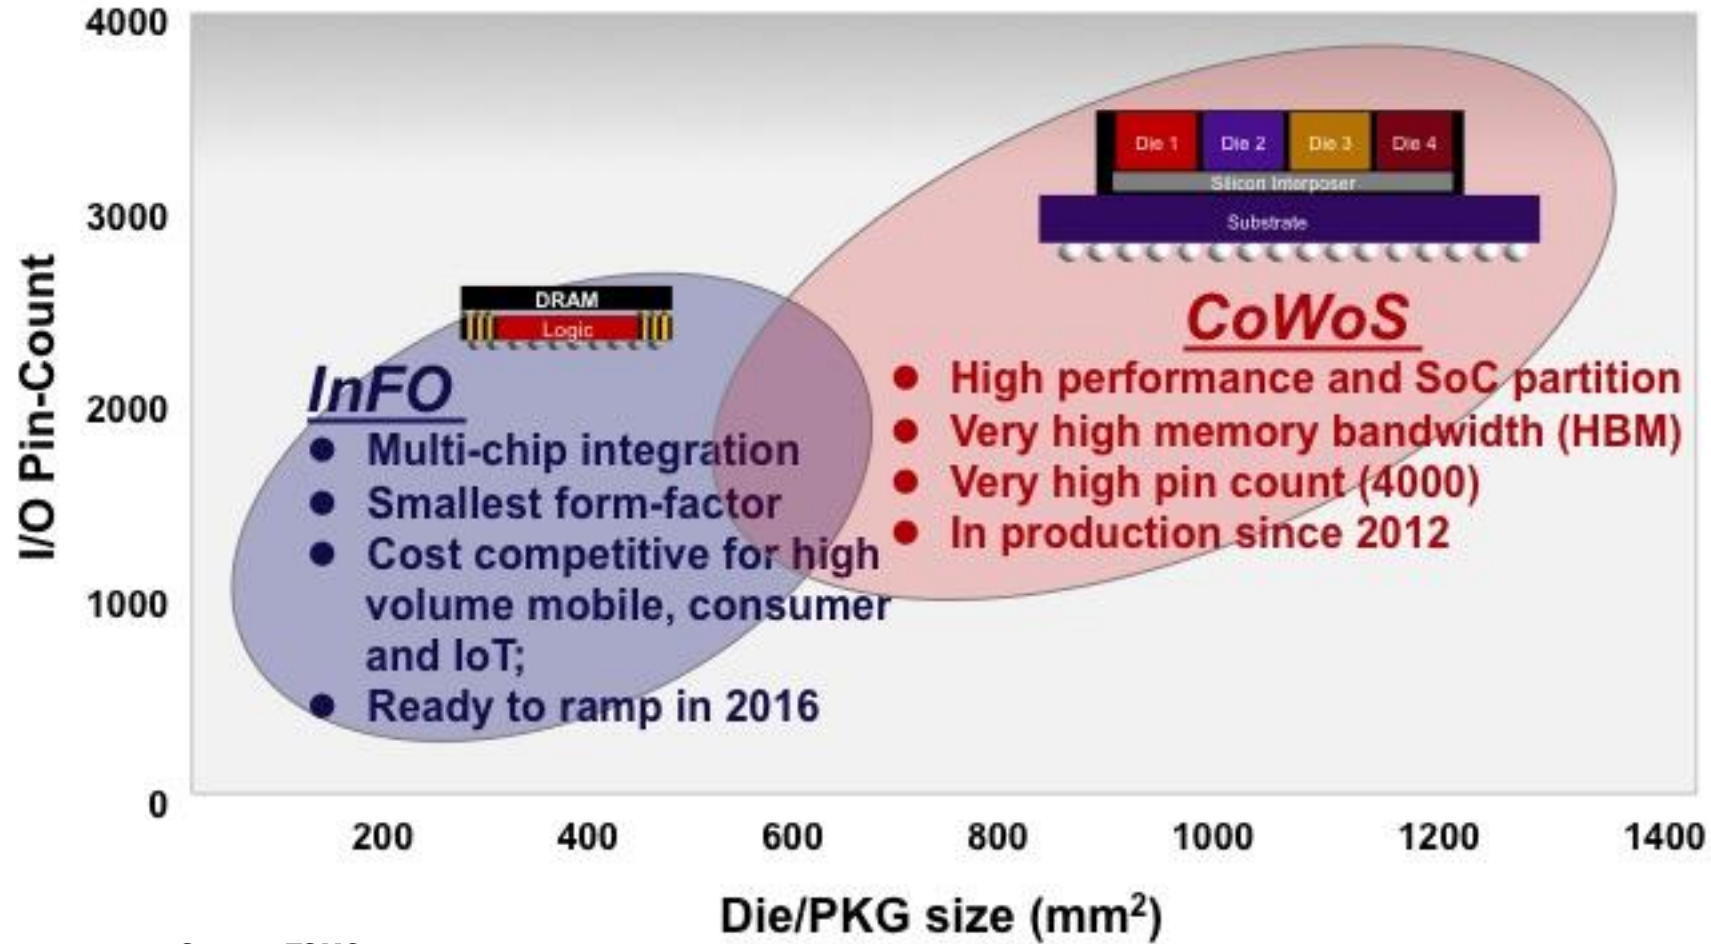 4000
3000
2000
1000
0
I/O Pin-Count
Die 1 Die 2 Die 3 Die 4
Silicon Interposer
Substrate
DRAM
Logic
InFO
● Multi-chip integration
● Smallest form-factor
● Cost competitive for high
volume mobile, consumer
and IoT;
● Ready to ramp in 2016
CoWoS
● High performance and SoC partition
● Very high memory bandwidth (HBM)
● Very high pin count (4000)
● In production since 2012
200 400 600 800 1000 1200 1400
Die/PKG size (mm²)